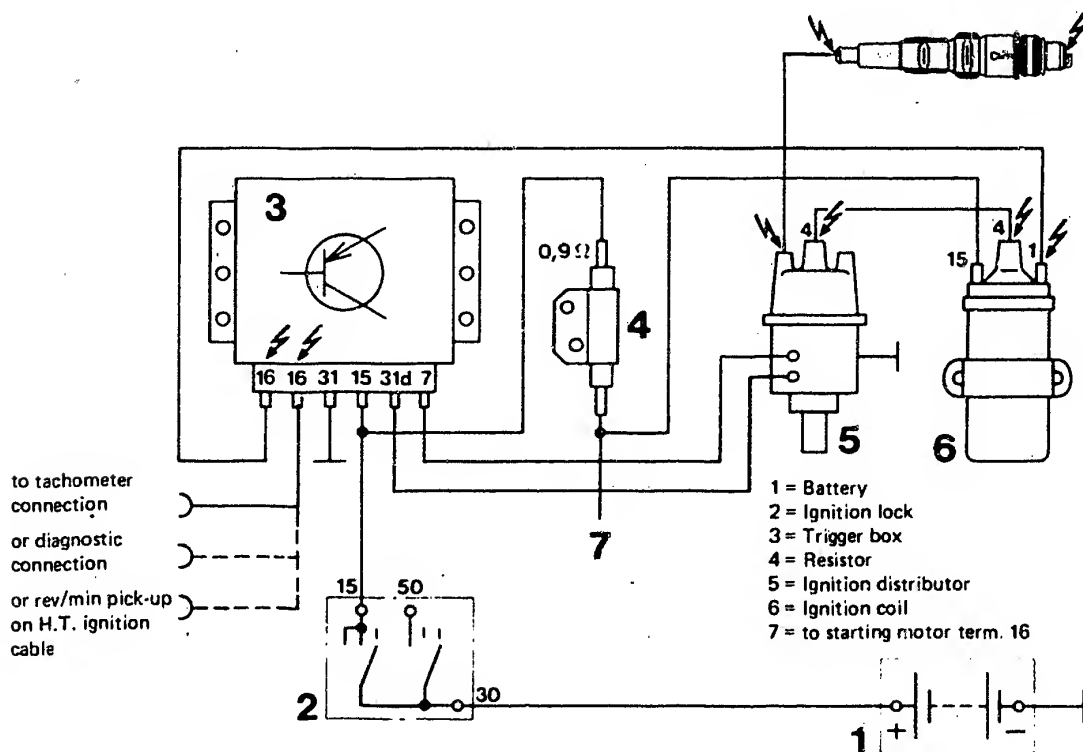 3
16 16 31 15 31d 7
0,9 Ω
4
4
5
15
4
1
6
to tachometer
connection
or diagnostic
connection
or rev/min pick-up
on H.T. ignition
cable
7
15 50
30
2
1 = Battery
2 = Ignition lock
3 = Trigger box
4 = Resistor
5 = Ignition distributor
6 = Ignition coil
7 = to starting motor term. 16
1
+ −